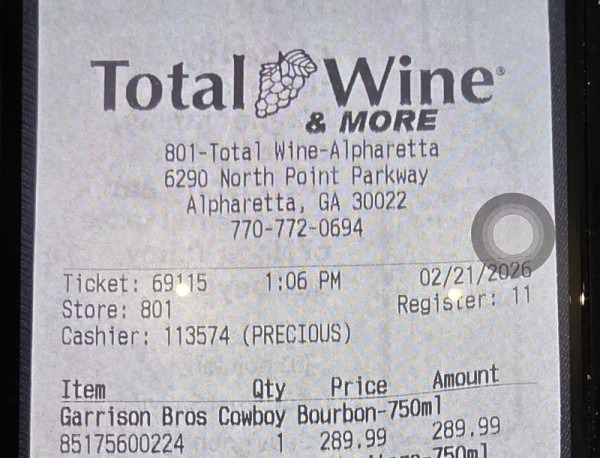 Total Wine®
& MORE
801-Total Wine-Alpharetta
6290 North Point Parkway
Alpharetta, GA 30022
770-772-0694
Ticket: 69115 1:06 PM 02/21/2026
Store: 801 Register: 11
Cashier: 113574 (PRECIOUS)
Item Qty Price Amount
Garrison Bros Cowboy Bourbon-750ml
85175600224 1 289.99 289.99
-750ml